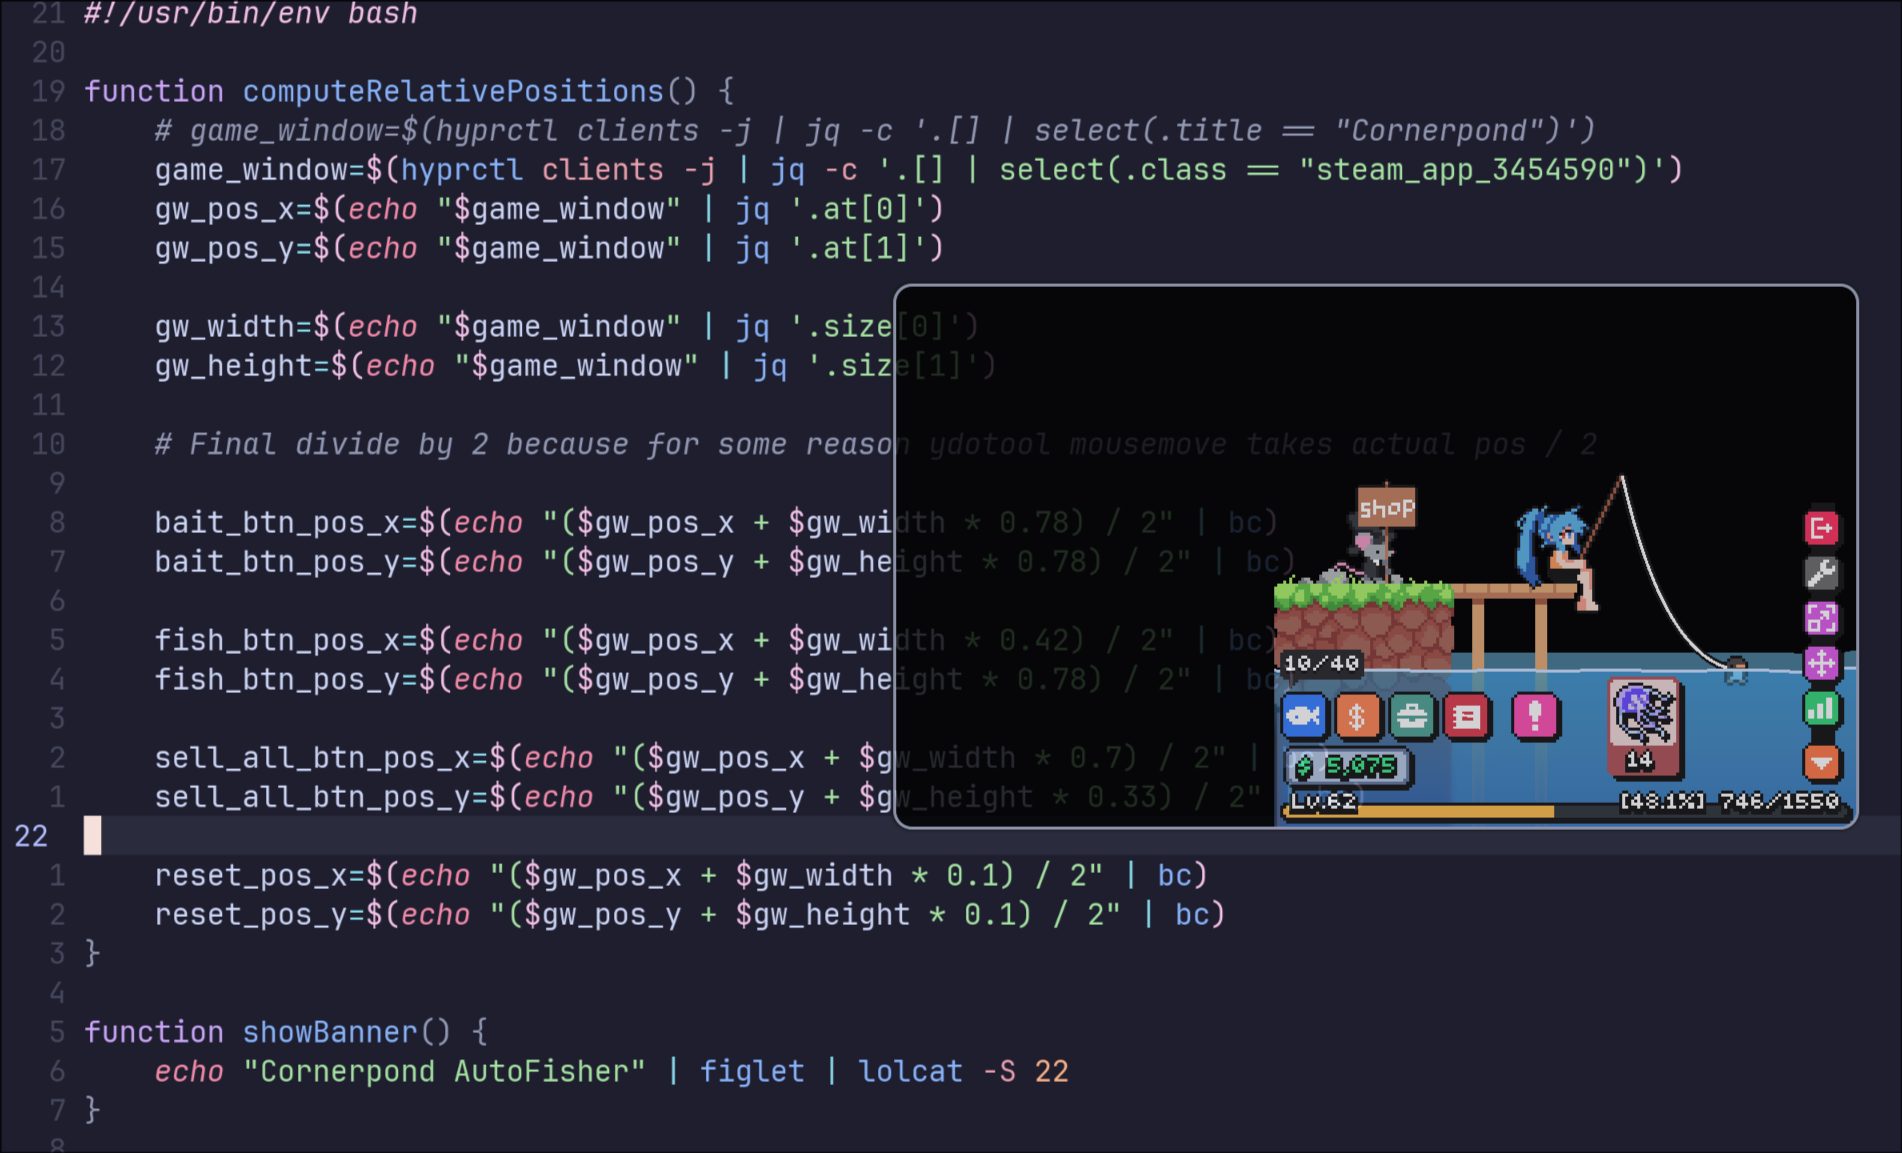 21 #!/usr/bin/env bash
20
19 function computeRelativePositions() {
18     # game_window=$(hyprctl clients -j | jq -c '.[] | select(.title == "Cornerpond")')
17     game_window=$(hyprctl clients -j | jq -c '.[] | select(.class == "steam_app_3454590")')
16     gw_pos_x=$(echo "$game_window" | jq '.at[0]')
15     gw_pos_y=$(echo "$game_window" | jq '.at[1]')
14
13     gw_width=$(echo "$game_window" | jq '.size[0]')
12     gw_height=$(echo "$game_window" | jq '.size[1]')
11
10     # Final divide by 2 because for some reason ydotool mousemove takes actual pos / 2
9
8     bait_btn_pos_x=$(echo "($gw_pos_x + $gw_width * 0.78) / 2" | bc)
7     bait_btn_pos_y=$(echo "($gw_pos_y + $gw_height * 0.78) / 2" | bc)
6
5     fish_btn_pos_x=$(echo "($gw_pos_x + $gw_width * 0.42) / 2" | bc)
4     fish_btn_pos_y=$(echo "($gw_pos_y + $gw_height * 0.78) / 2" | bc)
3
2     sell_all_btn_pos_x=$(echo "($gw_pos_x + $gw_width * 0.7) / 2" |
1     sell_all_btn_pos_y=$(echo "($gw_pos_y + $gw_height * 0.33) / 2" |
22
1     reset_pos_x=$(echo "($gw_pos_x + $gw_width * 0.1) / 2" | bc)
2     reset_pos_y=$(echo "($gw_pos_y + $gw_height * 0.1) / 2" | bc)
3 }
4
5 function showBanner() {
6     echo "Cornerpond AutoFisher" | figlet | lolcat -S 22
7 }
8
shop
10/40
$
14
$ 5,075
Lv.62
[48.1%] 746/1550